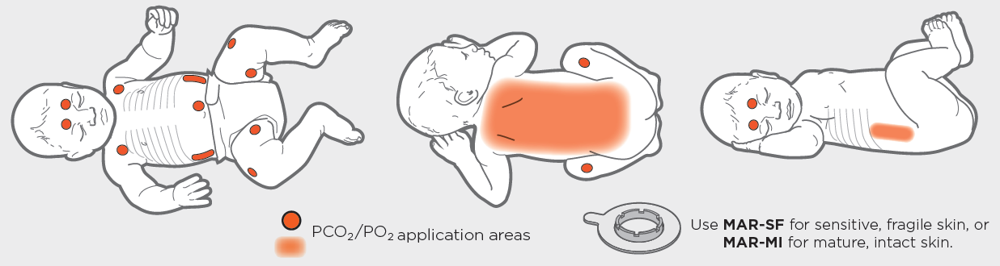 PCO₂/PO₂ application areas
Use MAR-SF for sensitive, fragile skin, or
MAR-MI for mature, intact skin.